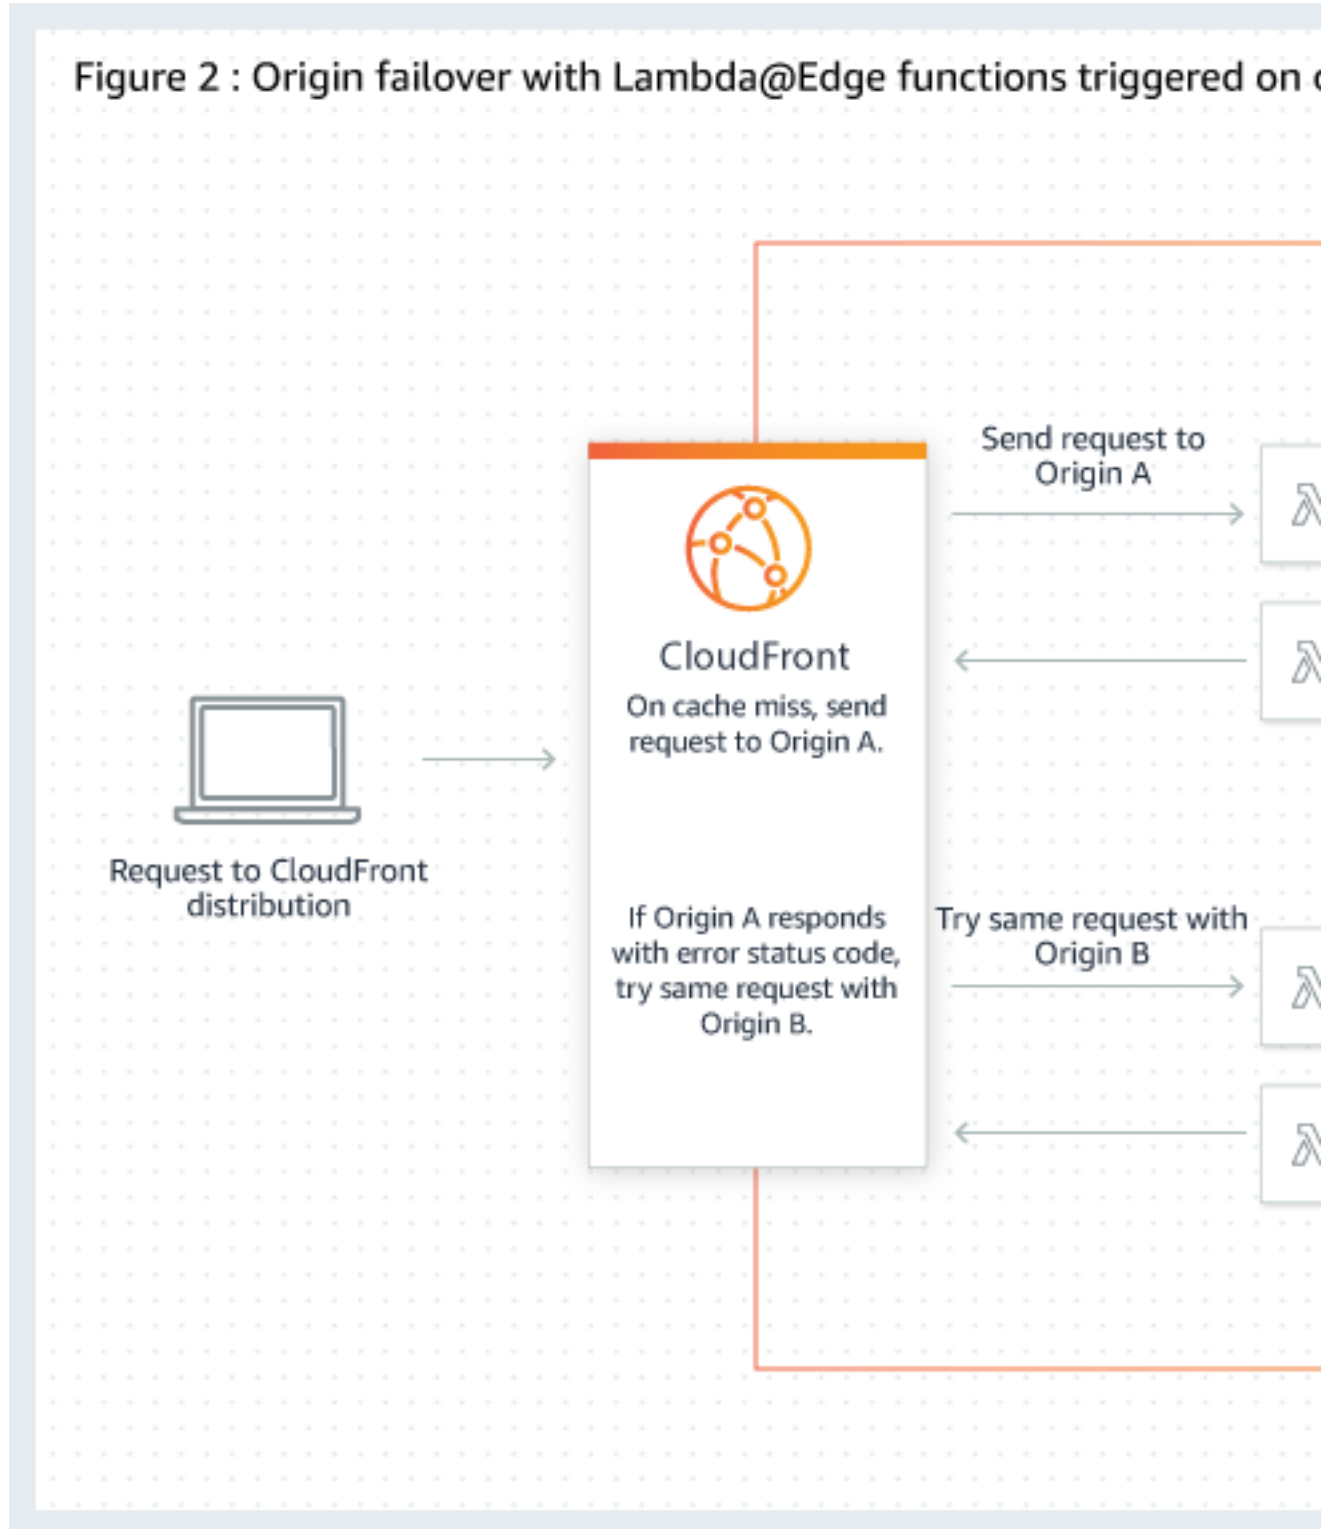 Figure 2 : Origin failover with Lambda@Edge functions triggered on
Send request to
Origin A
CloudFront
On cache miss, send
request to Origin A.
Request to CloudFront
distribution
If Origin A responds
with error status code,
try same request with
Origin B.
Try same request with
Origin B